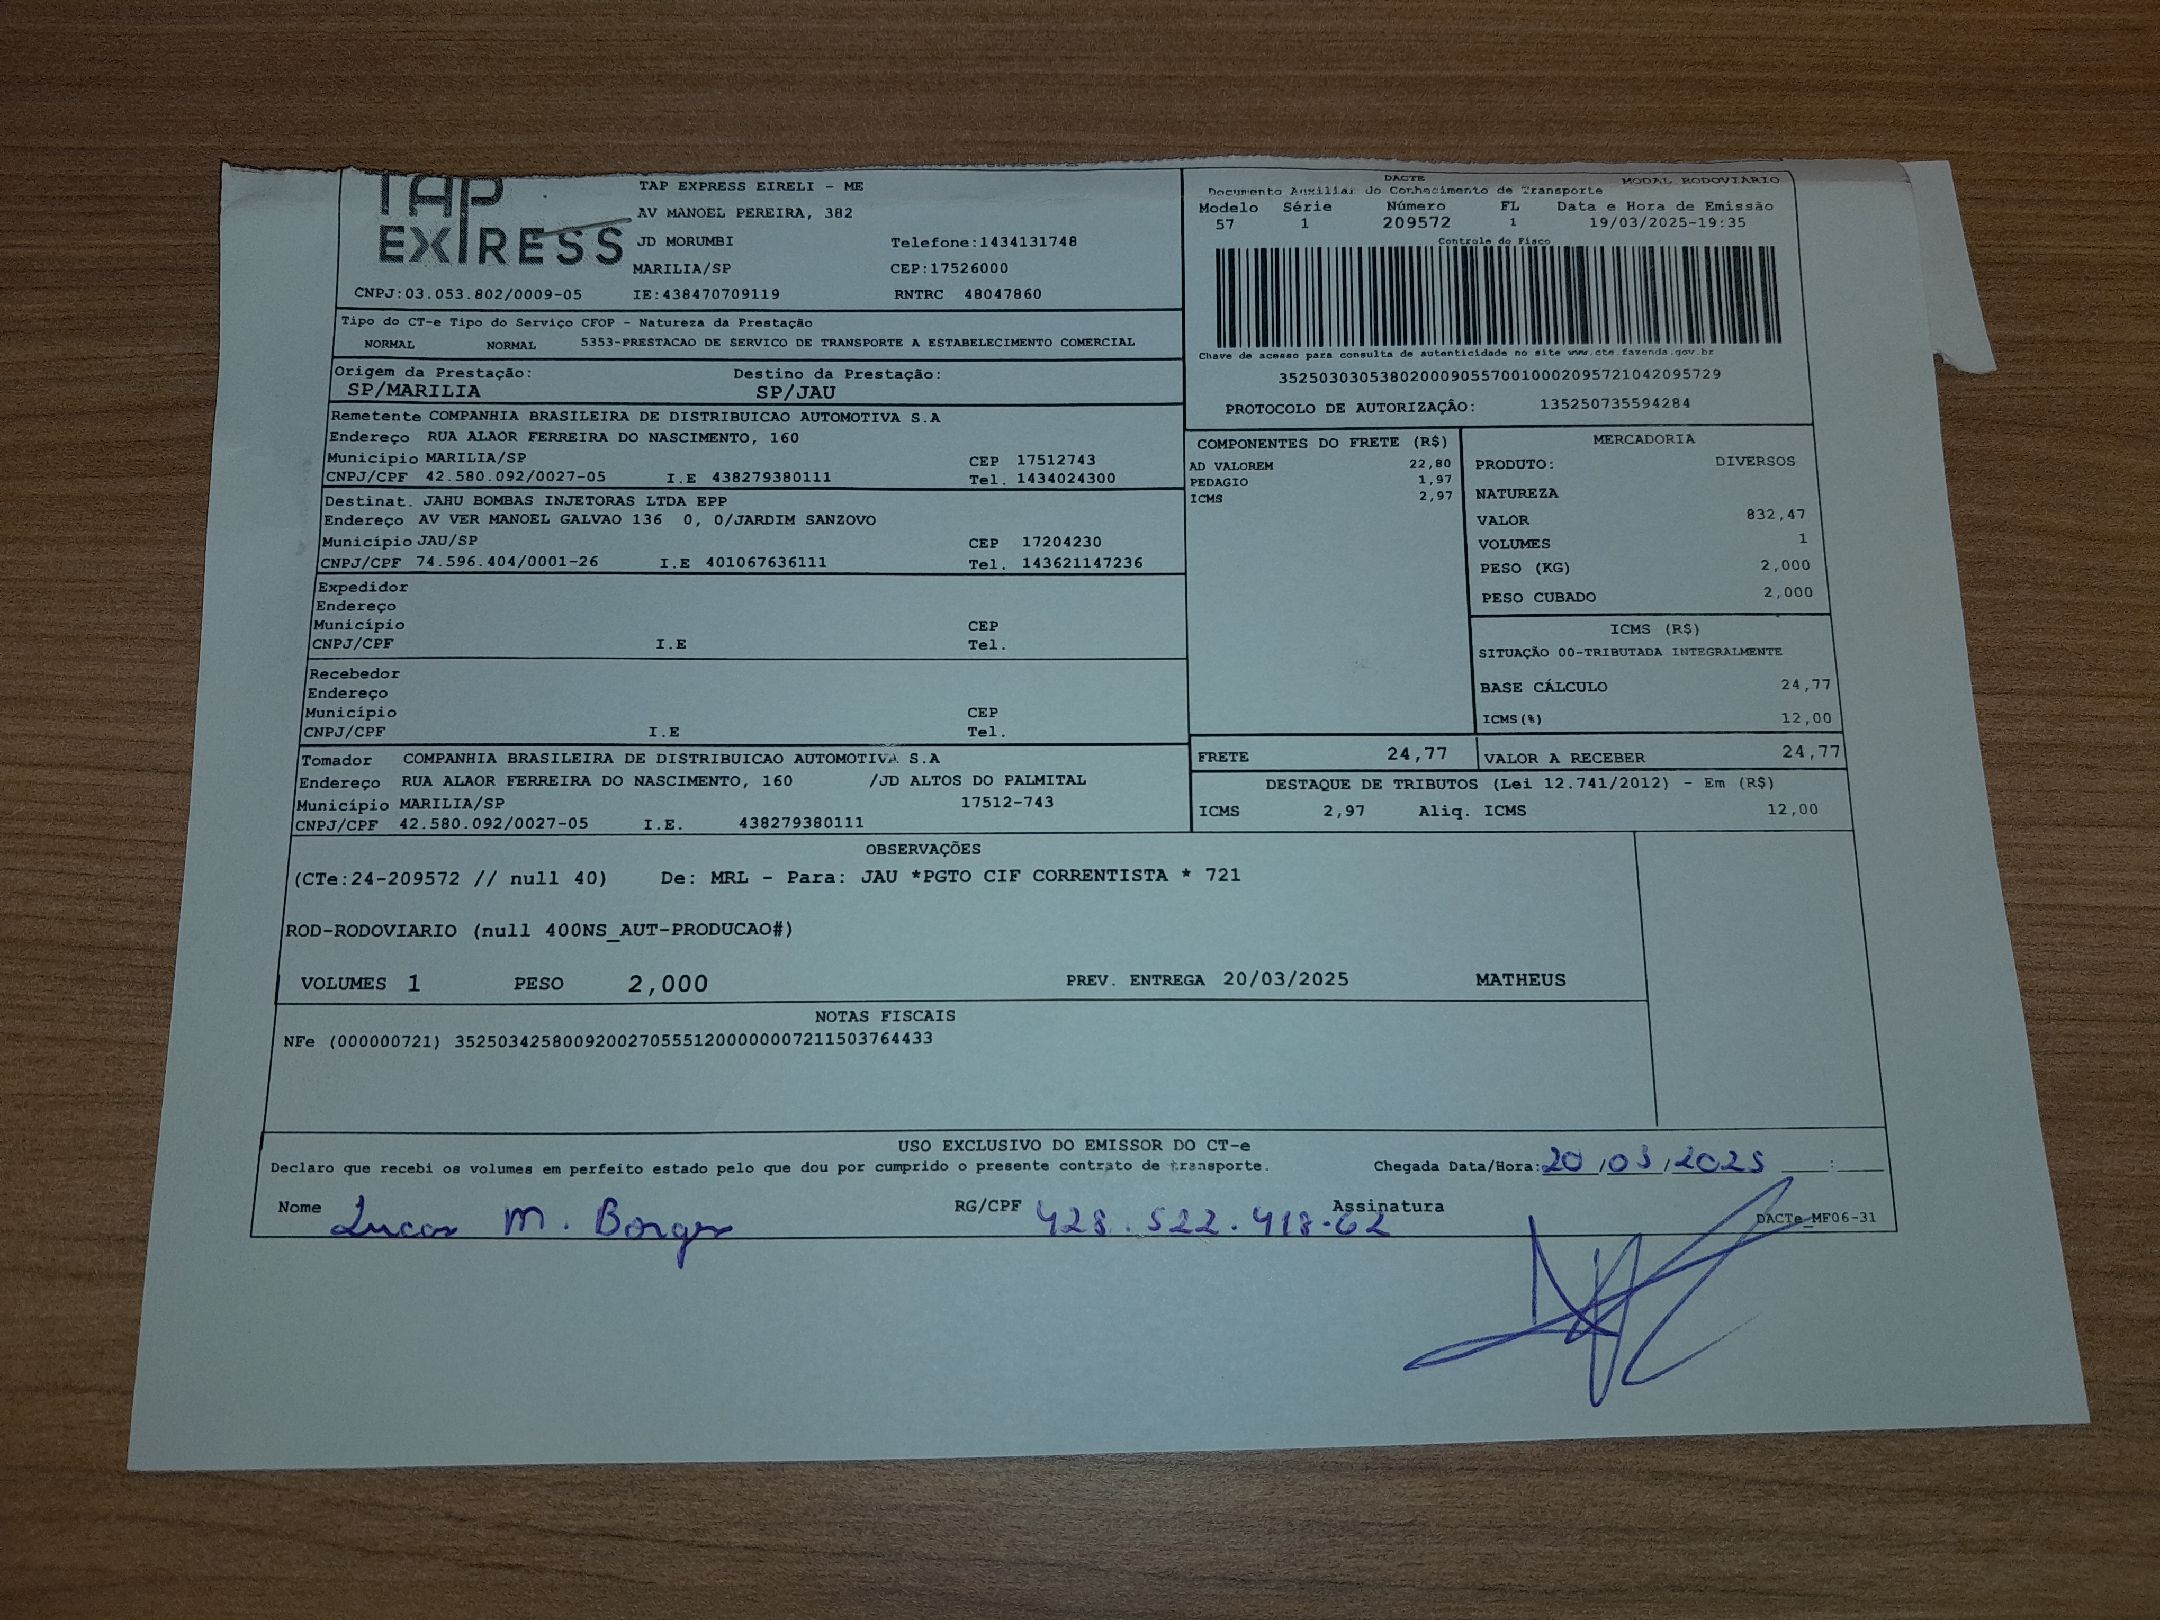 TAP EXPRESS
TAP EXPRESS EIRELI - ME
AV MANOEL PEREIRA, 382
JD MORUMBI Telefone:1434131748
MARILIA/SP CEP:17526000
CNPJ:03.053.802/0009-05 IE:438470709119 RNTRC 48047860
DACTE MODAL RODOVIÁRIO
Documento Auxiliar do Conhecimento de Transporte
Modelo Série Número FL Data e Hora de Emissão
57 1 209572 1 19/03/2025-19:35
Controle do Fisco
Chave de acesso para consulta de autenticidade no site www.cte.fazenda.gov.br
35250303053802000905570010002095721042095729
PROTOCOLO DE AUTORIZAÇÃO: 135250735594284
Tipo do CT-e Tipo do Serviço CFOP - Natureza da Prestação
NORMAL NORMAL 5353-PRESTACAO DE SERVICO DE TRANSPORTE A ESTABELECIMENTO COMERCIAL
Origem da Prestação: Destino da Prestação:
SP/MARILIA SP/JAU
Remetente COMPANHIA BRASILEIRA DE DISTRIBUICAO AUTOMOTIVA S.A
Endereço RUA ALAOR FERREIRA DO NASCIMENTO, 160
Município MARILIA/SP CEP 17512743
CNPJ/CPF 42.580.092/0027-05 I.E 438279380111 Tel. 1434024300
Destinat. JAHU BOMBAS INJETORAS LTDA EPP
Endereço AV VER MANOEL GALVAO 136 0, 0/JARDIM SANZOVO
Município JAU/SP CEP 17204230
CNPJ/CPF 74.596.404/0001-26 I.E 401067636111 Tel. 143621147236
Expedidor
Endereço
Município CEP
CNPJ/CPF I.E Tel.
Recebedor
Endereço
Município CEP
CNPJ/CPF I.E Tel.
Tomador COMPANHIA BRASILEIRA DE DISTRIBUICAO AUTOMOTIVA S.A
Endereço RUA ALAOR FERREIRA DO NASCIMENTO, 160 /JD ALTOS DO PALMITAL
Município MARILIA/SP 17512-743
CNPJ/CPF 42.580.092/0027-05 I.E. 438279380111
COMPONENTES DO FRETE (R$)
AD VALOREM 22,80
PEDAGIO 1,97
ICMS 2,97
MERCADORIA
PRODUTO: DIVERSOS
NATUREZA
VALOR 832,47
VOLUMES 1
PESO (KG) 2,000
PESO CUBADO 2,000
ICMS (R$)
SITUAÇÃO 00-TRIBUTADA INTEGRALMENTE
BASE CÁLCULO 24,77
ICMS(%) 12,00
FRETE 24,77 VALOR A RECEBER 24,77
DESTAQUE DE TRIBUTOS (Lei 12.741/2012) - Em (R$)
ICMS 2,97 Aliq. ICMS 12,00
OBSERVAÇÕES
(CTe:24-209572 // null 40) De: MRL - Para: JAU *PGTO CIF CORRENTISTA * 721
ROD-RODOVIARIO (null 400NS_AUT-PRODUCAO#)
VOLUMES 1 PESO 2,000 PREV. ENTREGA 20/03/2025 MATHEUS
NOTAS FISCAIS
NFe (000000721) 35250342580092002705551200000007211503764433
USO EXCLUSIVO DO EMISSOR DO CT-e
Declaro que recebi os volumes em perfeito estado pelo que dou por cumprido o presente contrato de transporte. Chegada Data/Hora: 20/03/2025 __:__
Nome Lucas M. Borges RG/CPF 428.522.418-62 Assinatura
DACTe_MF06-31